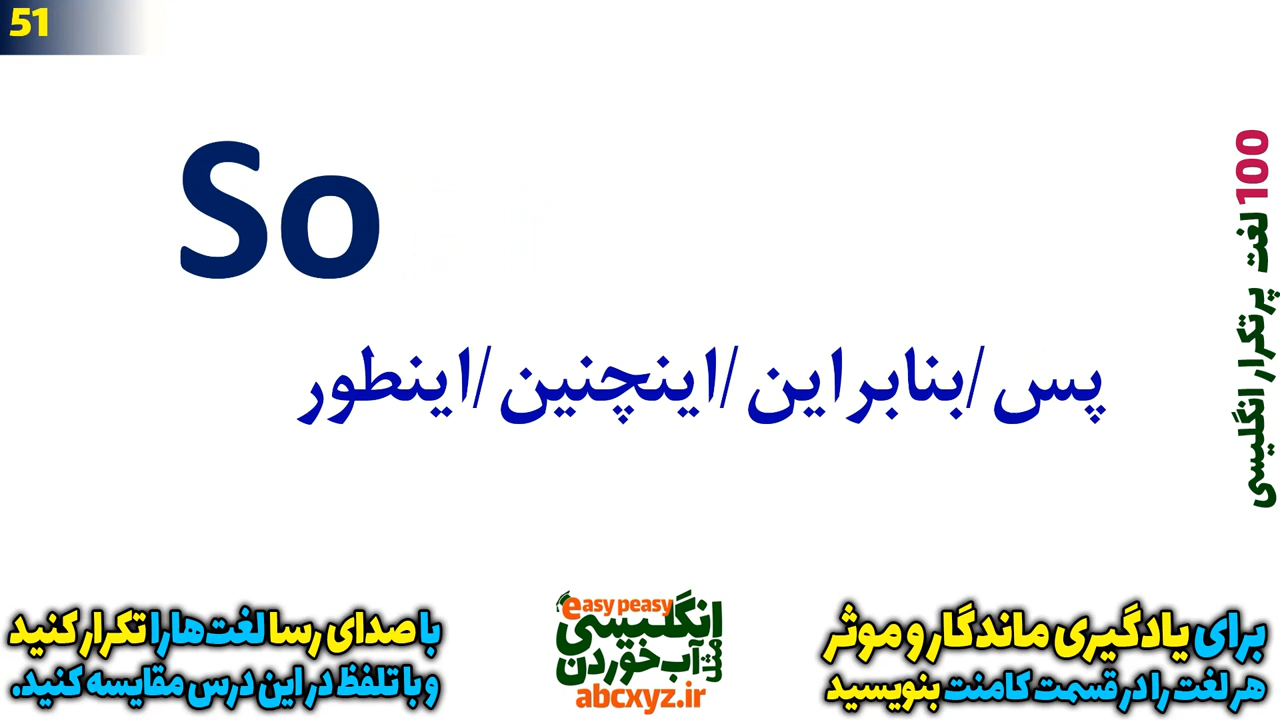 51
So
پس /بنابراین /اینچنین /اینطور
100 لغت پرتکرار انگلیسی
برای یادگیری ماندگار و موثر
هر لغت را در قسمت کامنت بنویسید
easy peasy
انگلیسی
مثل آب خوردن
abcxyz.ir
با صدای رسا لغت‌ها را تکرار کنید
و با تلفظ در این درس مقایسه کنید.